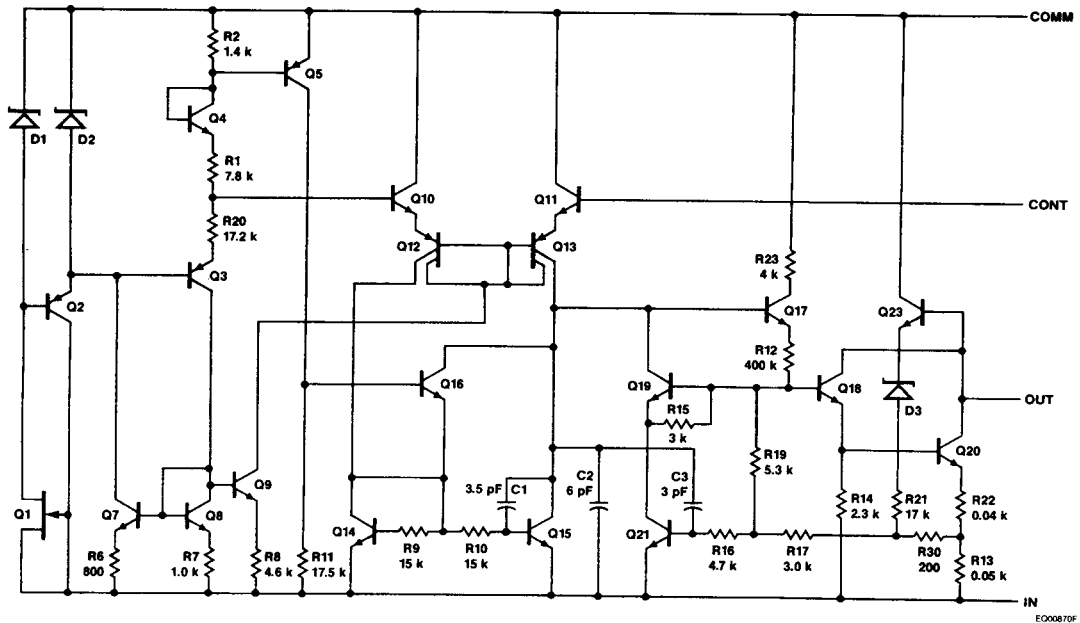 COMM
R2
1.4 k
Q5
Q4
D1
D2
R1
7.8 k
Q10
Q11
CONT
R20
17.2 k
Q12
Q13
Q3
R23
4 k
Q2
Q17
Q23
R12
400 k
Q16
Q19
Q18
D3
OUT
R15
3 k
Q20
R19
5.3 k
Q9
3.5 pF
C1
C2
6 pF
C3
3 pF
R14
2.3 k
R21
17 k
R22
0.04 k
Q1
Q7
Q8
Q14
R9
15 k
R10
15 k
Q15
Q21
R16
4.7 k
R17
3.0 k
R30
200
R6
800
R7
1.0 k
R8
4.6 k
R11
17.5 k
R13
0.05 k
IN
EQ00870F